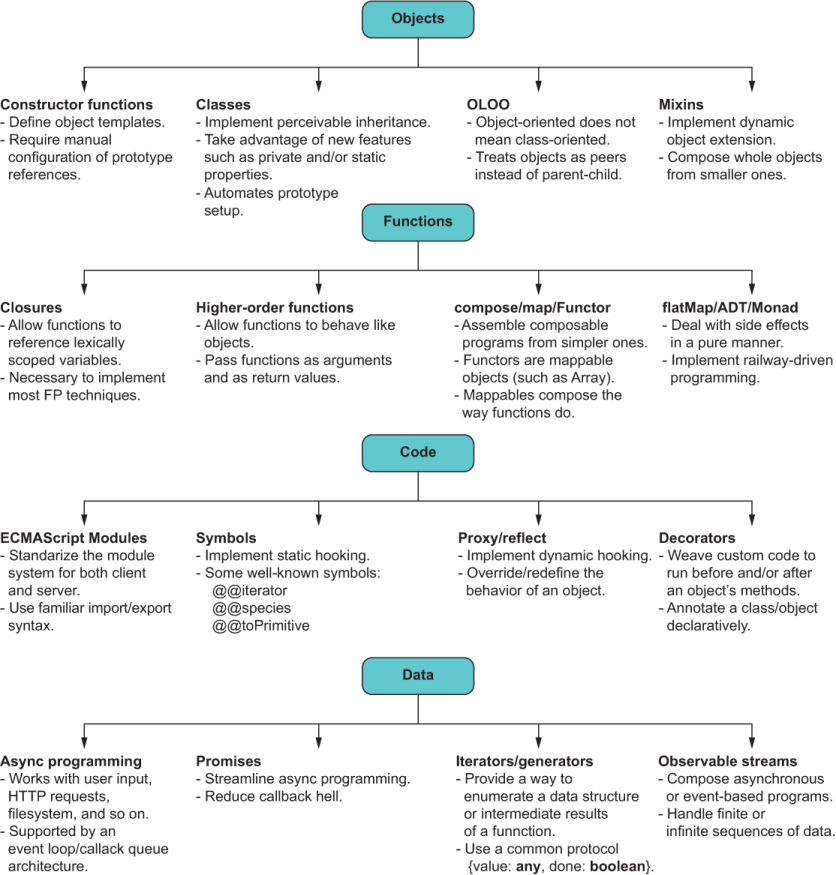 Objects
Constructor functions
- Define object templates.
- Require manual
configuration of prototype
references.
Classes
- Implement perceivable inheritance.
- Take advantage of new features
such as private and/or static
properties.
- Automates prototype
setup.
OLOO
- Object-oriented does not
mean class-oriented.
- Treats objects as peers
instead of parent-child.
Mixins
- Implement dynamic
object extension.
- Compose whole objects
from smaller ones.
Functions
Closures
- Allow functions to
reference lexically
scoped variables.
- Necessary to implement
most FP techniques.
Higher-order functions
- Allow functions to behave like
objects.
- Pass functions as arguments
and as return values.
compose/map/Functor
- Assemble composable
programs from simpler ones.
- Functors are mappable
objects (such as Array).
- Mappables compose the
way functions do.
flatMap/ADT/Monad
- Deal with side effects
in a pure manner.
- Implement railway-driven
programming.
Code
ECMAScript Modules
- Standarize the module
system for both client
and server.
- Use familiar import/export
syntax.
Symbols
- Implement static hooking.
- Some well-known symbols:
@@iterator
@@species
@@toPrimitive
Proxy/reflect
- Implement dynamic hooking.
- Override/redefine the
behavior of an object.
Decorators
- Weave custom code to
run before and/or after
an object's methods.
- Annotate a class/object
declaratively.
Data
Async programming
- Works with user input,
HTTP requests,
filesystem, and so on.
- Supported by an
event loop/callack queue
architecture.
Promises
- Streamline async programming.
- Reduce callback hell.
Iterators/generators
- Provide a way to
enumerate a data structure
or intermediate results
of a funnction.
- Use a common protocol
{value: any, done: boolean}.
Observable streams
- Compose asynchronous
or event-based programs.
- Handle finite or
infinite sequences of data.